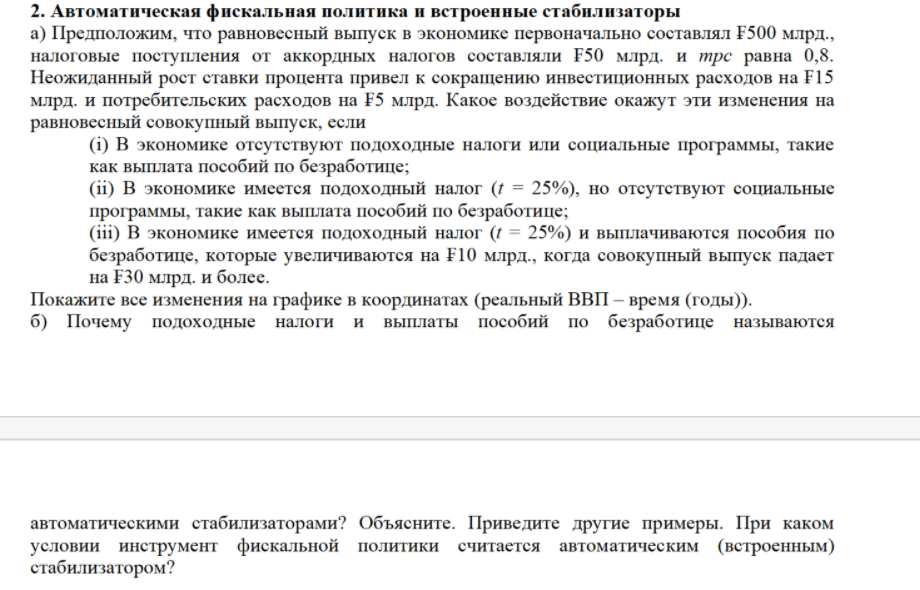 2. Автоматическая фискальная политика и встроенные стабилизаторы
а) Предположим, что равновесный выпуск в экономике первоначально составлял ₣500 млрд.,
налоговые поступления от аккордных налогов составляли ₣50 млрд. и mpc равна 0,8.
Неожиданный рост ставки процента привел к сокращению инвестиционных расходов на ₣15
млрд. и потребительских расходов на ₣5 млрд. Какое воздействие окажут эти изменения на
равновесный совокупный выпуск, если
(i) В экономике отсутствуют подоходные налоги или социальные программы, такие
как выплата пособий по безработице;
(ii) В экономике имеется подоходный налог (t = 25%), но отсутствуют социальные
программы, такие как выплата пособий по безработице;
(iii) В экономике имеется подоходный налог (t = 25%) и выплачиваются пособия по
безработице, которые увеличиваются на ₣10 млрд., когда совокупный выпуск падает
на ₣30 млрд. и более.
Покажите все изменения на графике в координатах (реальный ВВП – время (годы)).
б) Почему подоходные налоги и выплаты пособий по безработице называются
автоматическими стабилизаторами? Объясните. Приведите другие примеры. При каком
условии инструмент фискальной политики считается автоматическим (встроенным)
стабилизатором?